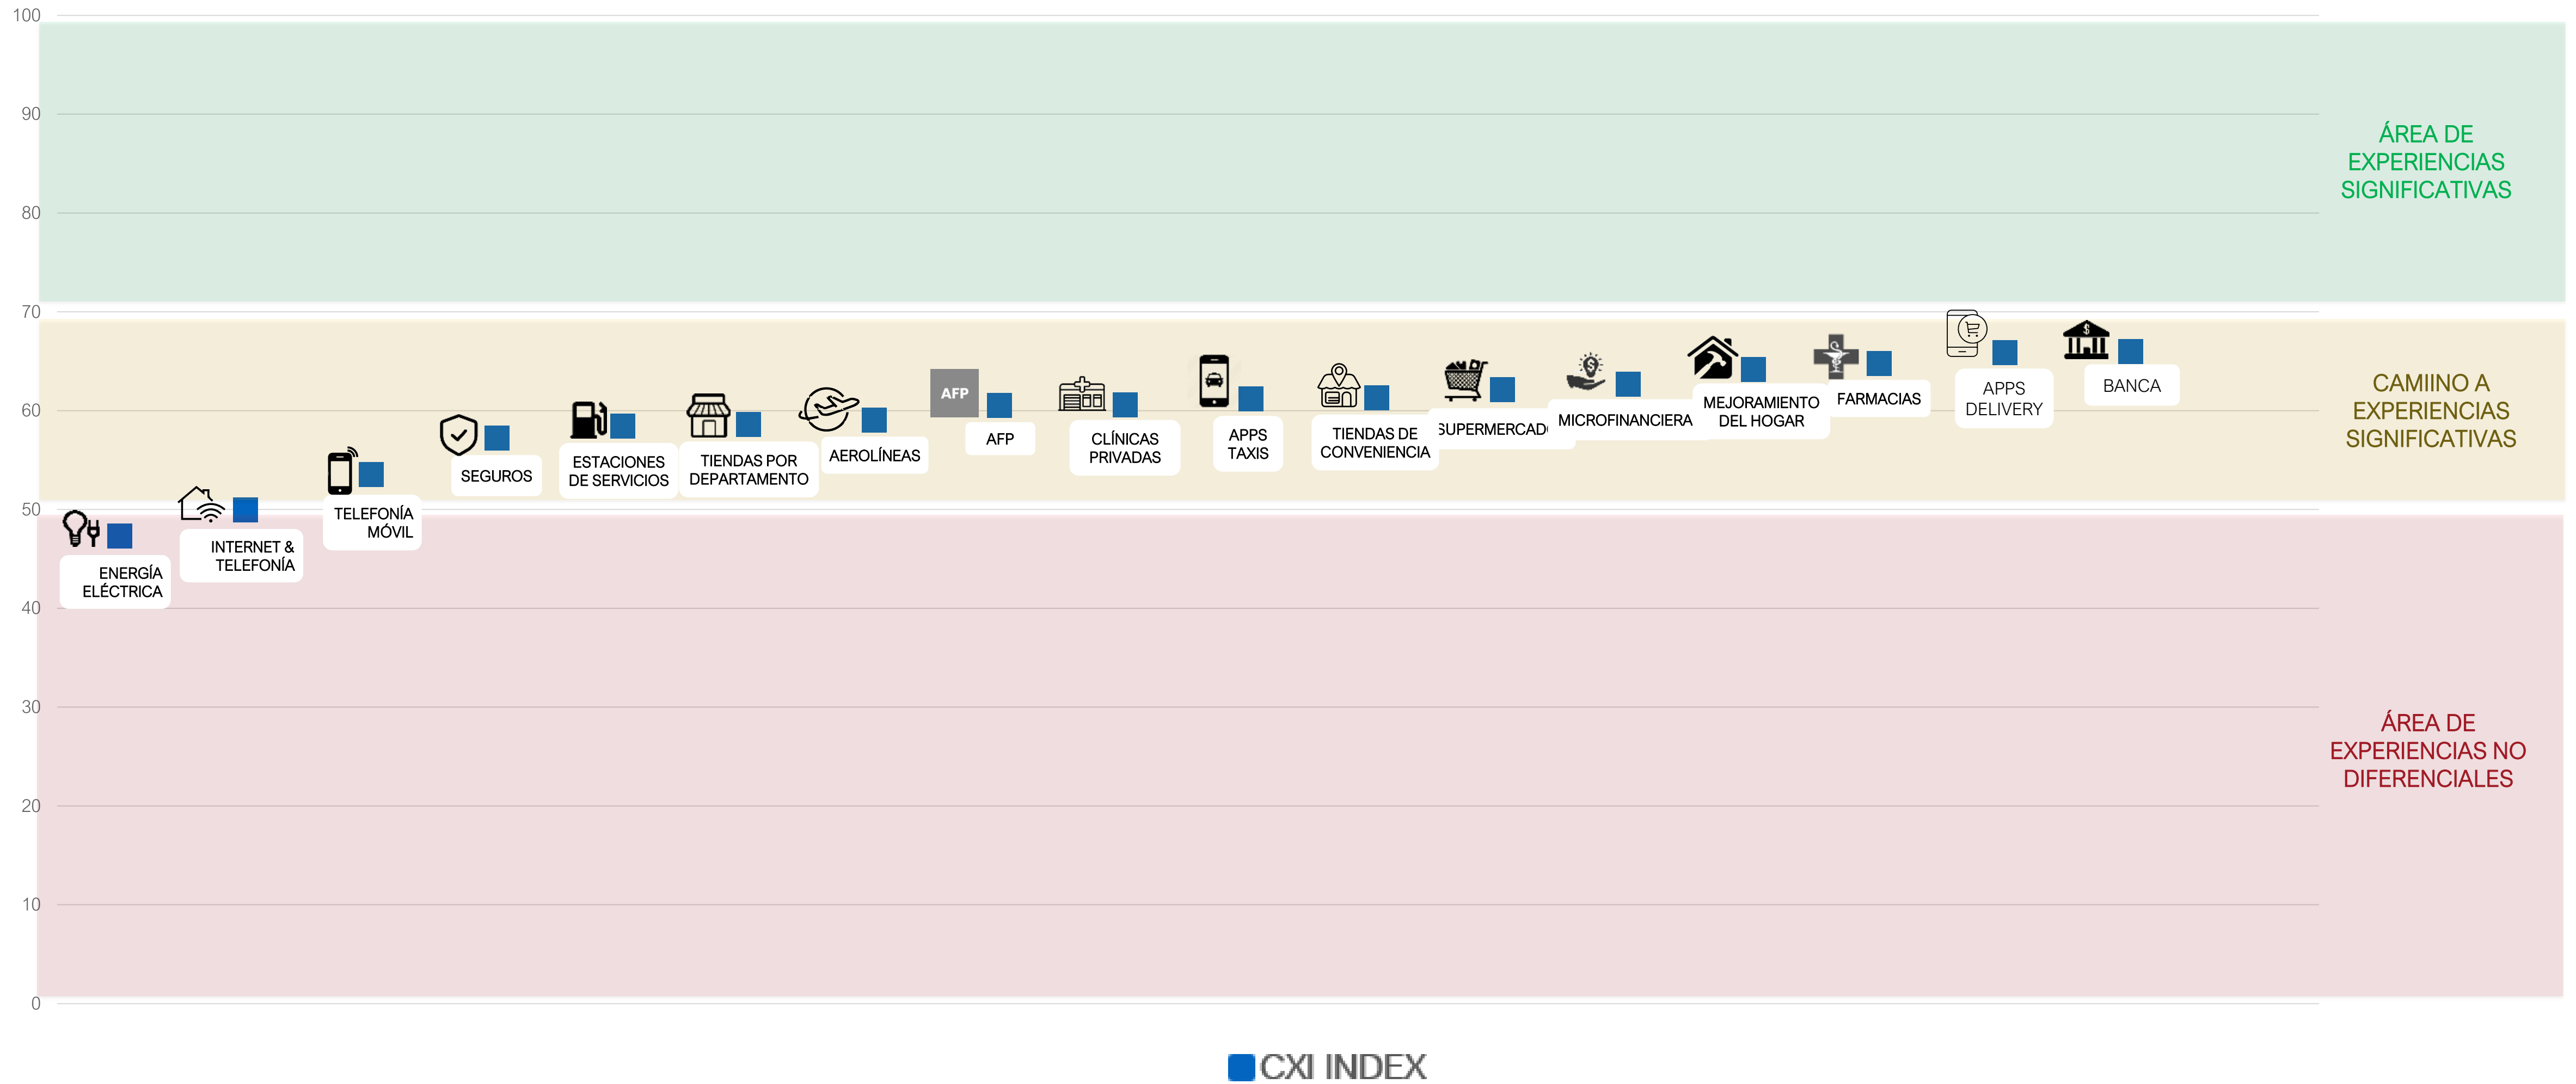 100
90
80
70
60
50
40
30
20
10
0
ÁREA DE
EXPERIENCIAS
SIGNIFICATIVAS
CAMIINO A
EXPERIENCIAS
SIGNIFICATIVAS
ÁREA DE
EXPERIENCIAS NO
DIFERENCIALES
ENERGÍA
ELÉCTRICA
INTERNET &
TELEFONÍA
TELEFONÍA
MÓVIL
SEGUROS
ESTACIONES
DE SERVICIOS
TIENDAS POR
DEPARTAMENTO
AEROLÍNEAS
AFP
AFP
CLÍNICAS
PRIVADAS
APPS
TAXIS
TIENDAS DE
CONVENIENCIA
SUPERMERCADO
MICROFINANCIERA
MEJORAMIENTO
DEL HOGAR
FARMACIAS
APPS
DELIVERY
$
BANCA
CXI INDEX